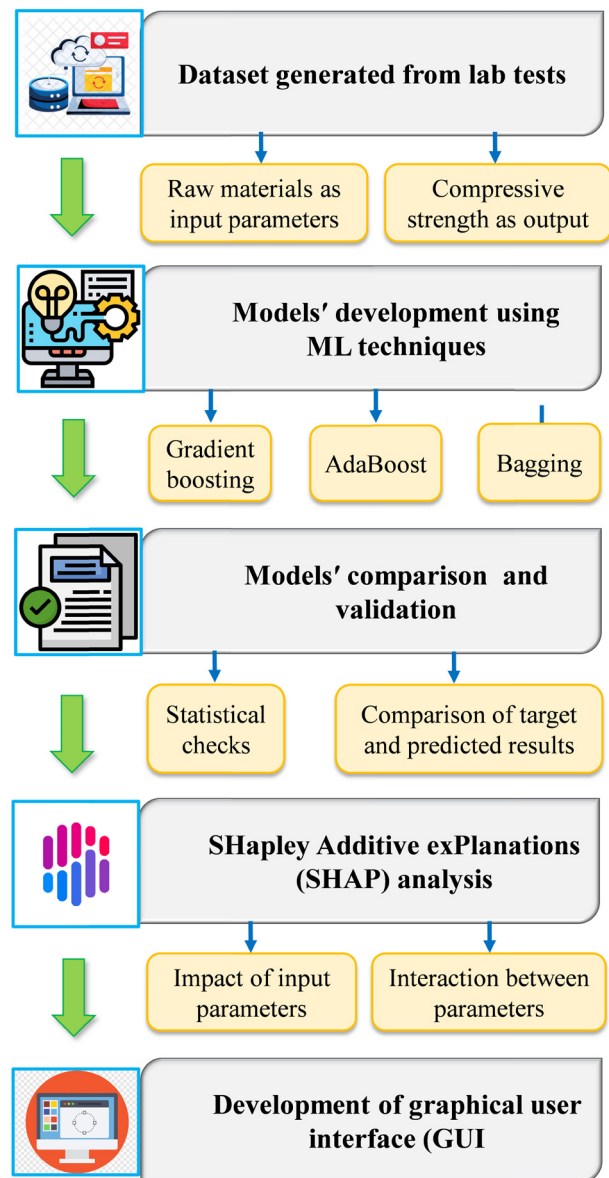 Dataset generated from lab tests
Raw materials as
input parameters
Compressive
strength as output
Models′ development using
ML techniques
Gradient
boosting
AdaBoost
Bagging
Models′ comparison and
validation
Statistical
checks
Comparison of target
and predicted results
SHapley Additive exPlanations
(SHAP) analysis
Impact of input
parameters
Interaction between
parameters
Development of graphical user
interface (GUI